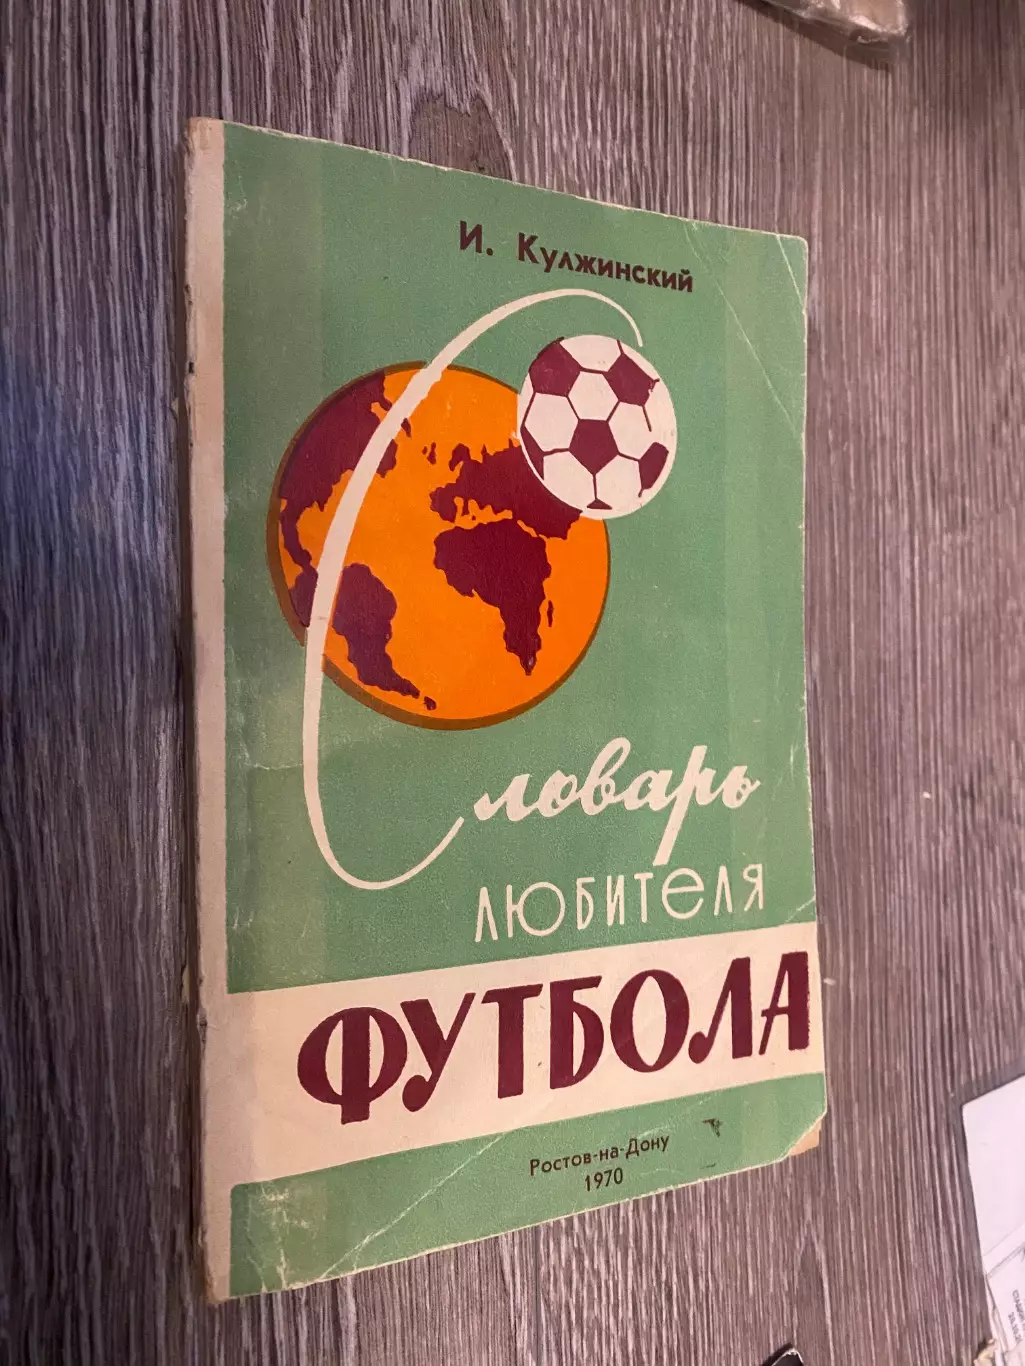 И. Кулжинский
Словарь
ЛЮБИТЕЛЯ
ФУТБОЛА
Ростов-на-Дону
1970